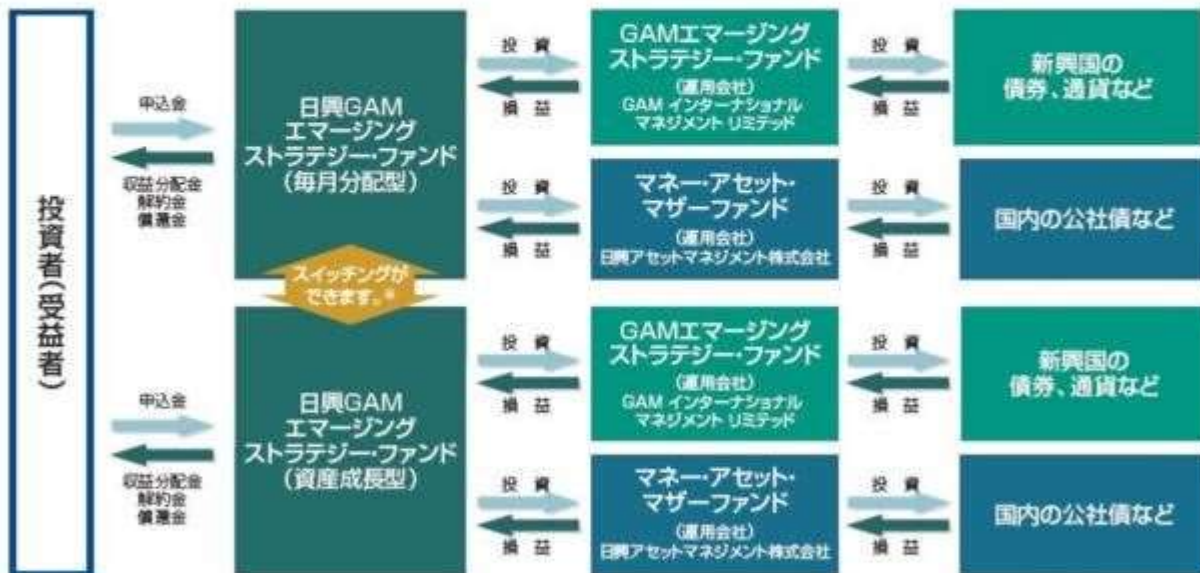 投資者(受益者)
申込金
収益分配金
解約金
償還金
日興GAM
エマージング
ストラテジー・ファンド
(毎月分配型)
投 資
損 益
GAMエマージング
ストラテジー・ファンド
(運用会社)
GAM インターナショナル
マネジメント リミテッド
投 資
損 益
新興国の
債券、通貨など
投 資
損 益
マネー・アセット・
マザーファンド
(運用会社)
日興アセットマネジメント株式会社
投 資
損 益
国内の公社債など
スイッチングが
できます。※
申込金
収益分配金
解約金
償還金
日興GAM
エマージング
ストラテジー・ファンド
(資産成長型)
投 資
損 益
GAMエマージング
ストラテジー・ファンド
(運用会社)
GAM インターナショナル
マネジメント リミテッド
投 資
損 益
新興国の
債券、通貨など
投 資
損 益
マネー・アセット・
マザーファンド
(運用会社)
日興アセットマネジメント株式会社
投 資
損 益
国内の公社債など